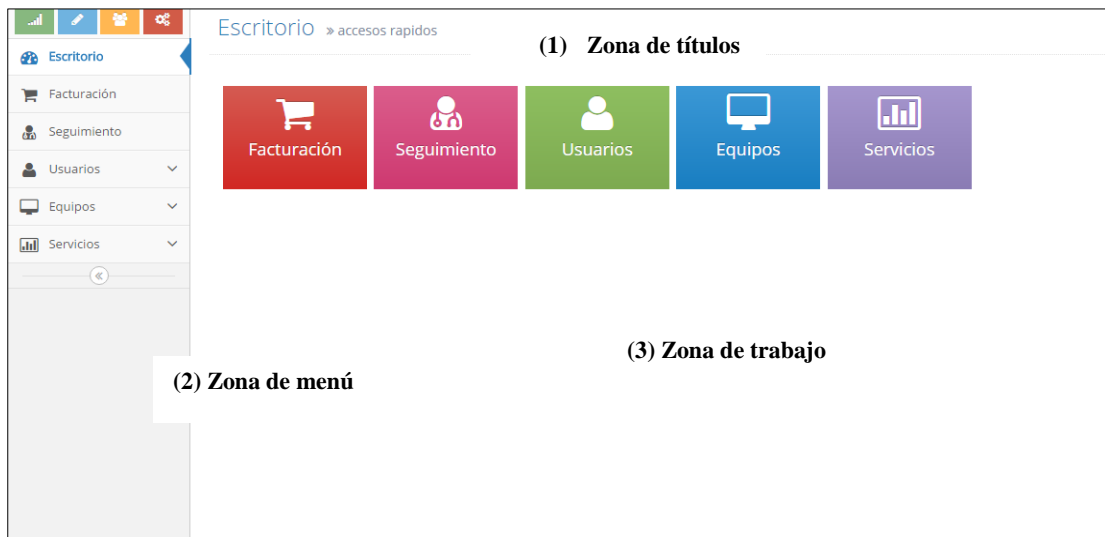 Escritorio » accesos rapidos
(1) Zona de títulos
Escritorio
Facturación
Seguimiento
Usuarios
Equipos
Servicios
Facturación
Seguimiento
Usuarios
Equipos
Servicios
(3) Zona de trabajo
(2) Zona de menú